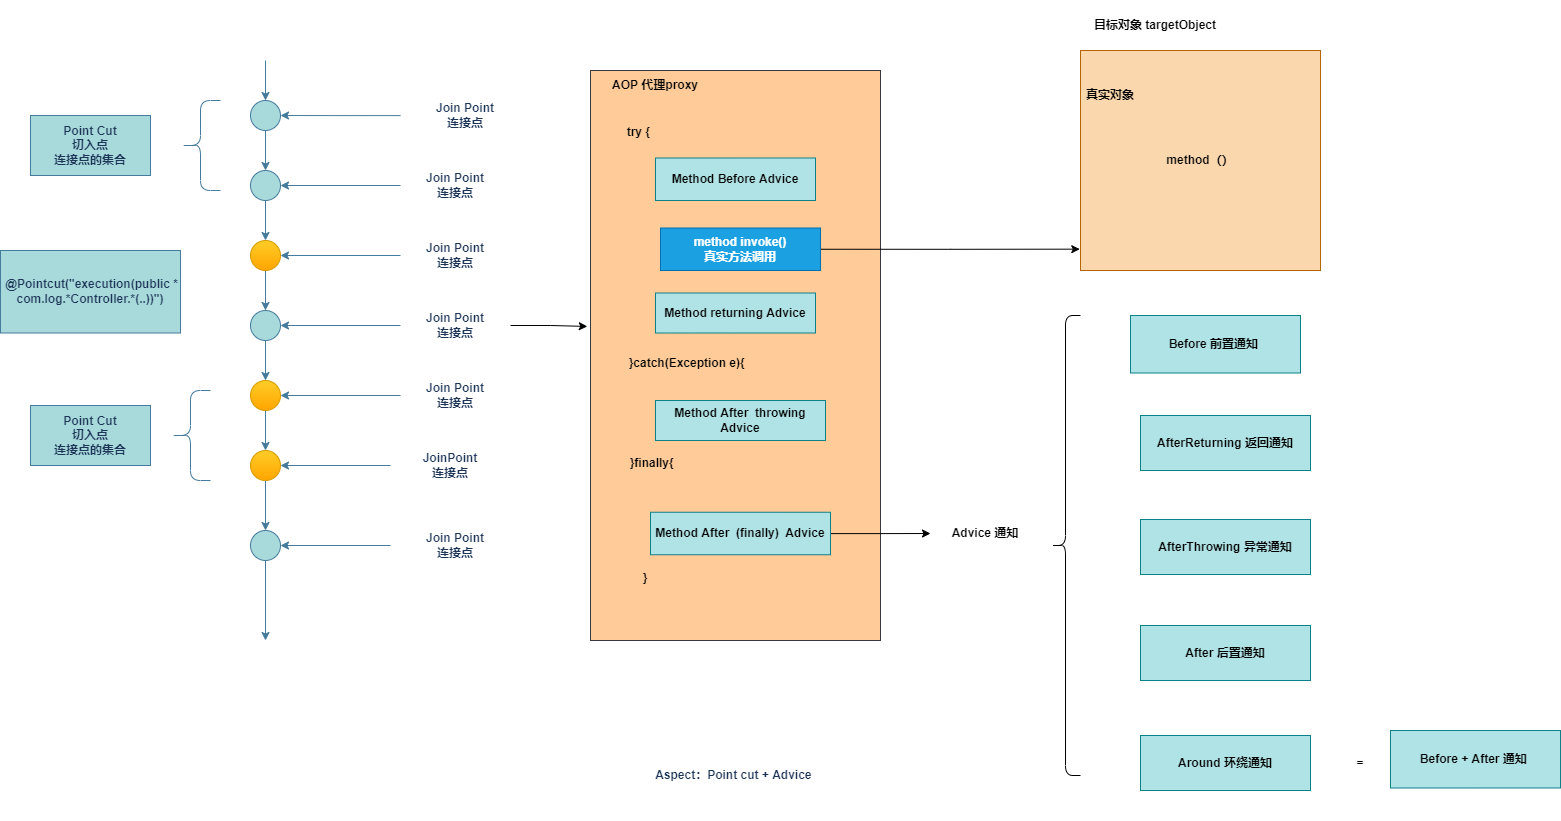 目标对象 targetObject
Point Cut
切入点
连接点的集合
@Pointcut("execution(public *
com.log.*Controller.*(..))")
Point Cut
切入点
连接点的集合
Join Point
连接点
Join Point
连接点
Join Point
连接点
Join Point
连接点
Join Point
连接点
JoinPoint
连接点
Join Point
连接点
AOP 代理proxy
try {
Method Before Advice
method invoke()
真实方法调用
Method returning Advice
}catch(Exception e){
Method After throwing
Advice
}finally{
Method After（finally）Advice
}
真实对象
method（）
Advice 通知
Before 前置通知
AfterReturning 返回通知
AfterThrowing 异常通知
After 后置通知
Around 环绕通知
=
Before + After 通知
Aspect：Point cut + Advice